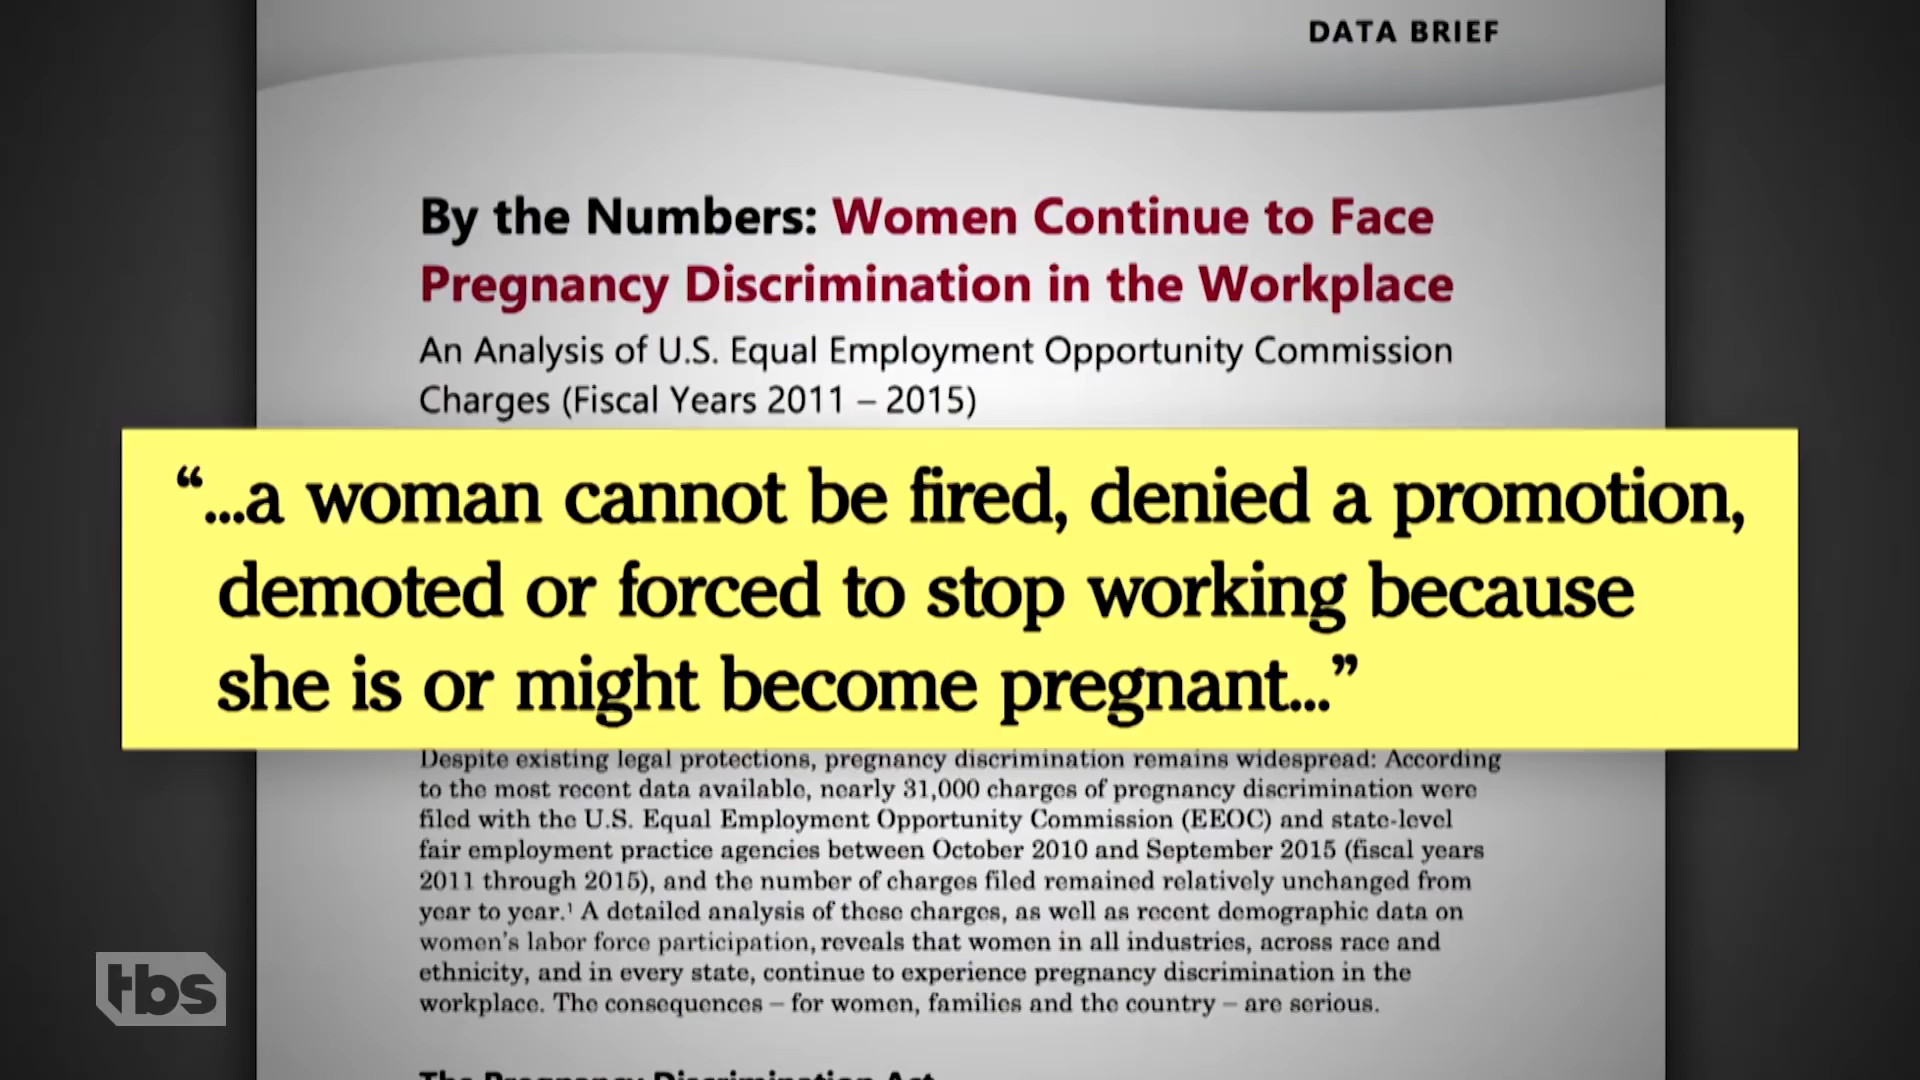 DATA BRIEF
By the Numbers: Women Continue to Face
Pregnancy Discrimination in the Workplace
An Analysis of U.S. Equal Employment Opportunity Commission
Charges (Fiscal Years 2011 – 2015)
“...a woman cannot be fired, denied a promotion,
demoted or forced to stop working because
she is or might become pregnant...”
Despite existing legal protections, pregnancy discrimination remains widespread: According
to the most recent data available, nearly 31,000 charges of pregnancy discrimination were
filed with the U.S. Equal Employment Opportunity Commission (EEOC) and state-level
fair employment practice agencies between October 2010 and September 2015 (fiscal years
2011 through 2015), and the number of charges filed remained relatively unchanged from
year to year.¹ A detailed analysis of these charges, as well as recent demographic data on
women’s labor force participation, reveals that women in all industries, across race and
ethnicity, and in every state, continue to experience pregnancy discrimination in the
workplace. The consequences – for women, families and the country – are serious.
The Pregnancy Discrimination Act
tbs